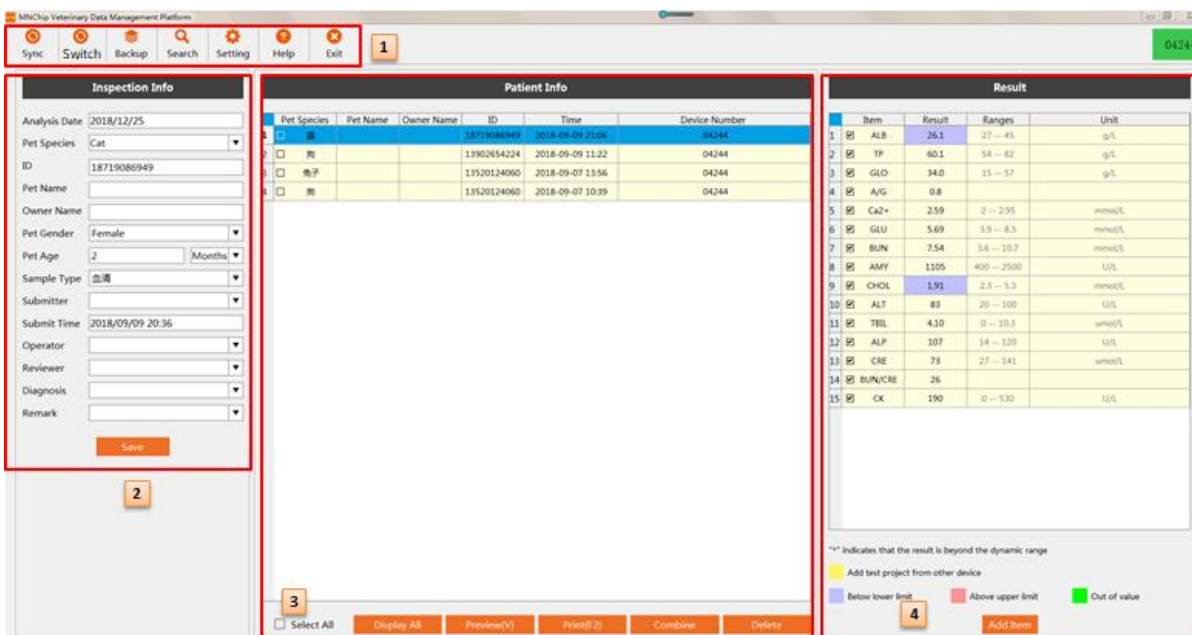 MNChip Veterinary Data Management Platform
Sync Switch Backup Search Setting Help Exit
1
04244
Inspection Info
Analysis Date 2018/12/25
Pet Species Cat
ID 18719086949
Pet Name
Owner Name
Pet Gender Female
Pet Age 2 Months
Sample Type 血清
Submitter
Submit Time 2018/09/09 20:36
Operator
Reviewer
Diagnosis
Remark
Save
2
Patient Info
Pet Species Pet Name Owner Name ID Time Device Number
1 猫 18719086949 2018-09-09 21:06 04244
2 狗 13902654224 2018-09-09 11:22 04244
3 角子 13520124060 2018-09-07 13:56 04244
4 狗 13520124060 2018-09-07 10:39 04244
3
Select All Display All Preview(V) Print(F2) Combine Delete
Result
Item Result Ranges Unit
1 ALB 26.1 27 -- 45 g/L
2 TP 60.1 54 -- 82 g/L
3 GLO 34.0 15 -- 57 g/L
4 A/G 0.8
5 Ca2+ 2.59 2 -- 2.95 mmol/L
6 GLU 5.69 3.9 -- 8.3 mmol/L
7 BUN 7.54 3.6 -- 10.7 mmol/L
8 AMY 1105 400 -- 2500 U/L
9 CHOL 1.91 2.3 -- 5.3 mmol/L
10 ALT 83 20 -- 100 U/L
11 TBIL 4.10 0 -- 10.3 umol/L
12 ALP 107 14 -- 120 U/L
13 CRE 73 27 -- 141 umol/L
14 BUN/CRE 26
15 CK 190 0 -- 530 U/L
"*" Indicates that the result is beyond the dynamic range
Add test project from other device
Below lower limit Above upper limit Out of value
4
Add Item